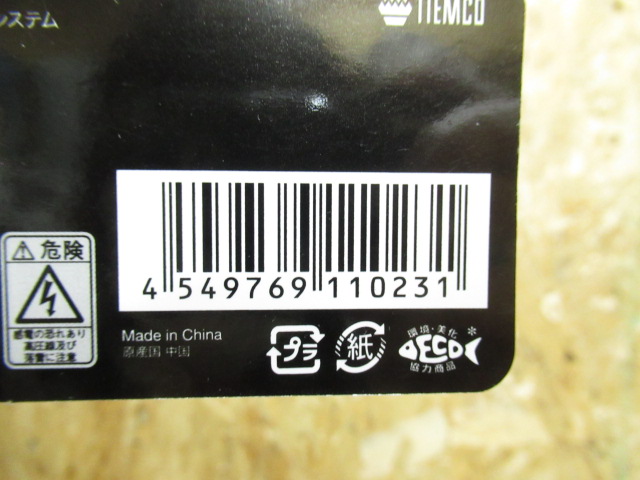 システム
TIEMCO
4 549769 110231
⚠危険
感電の恐れあり
高圧線及び
落雷に注意
Made in China
原産国 中国
プラ
紙
環境・美化
ECO
協力商品